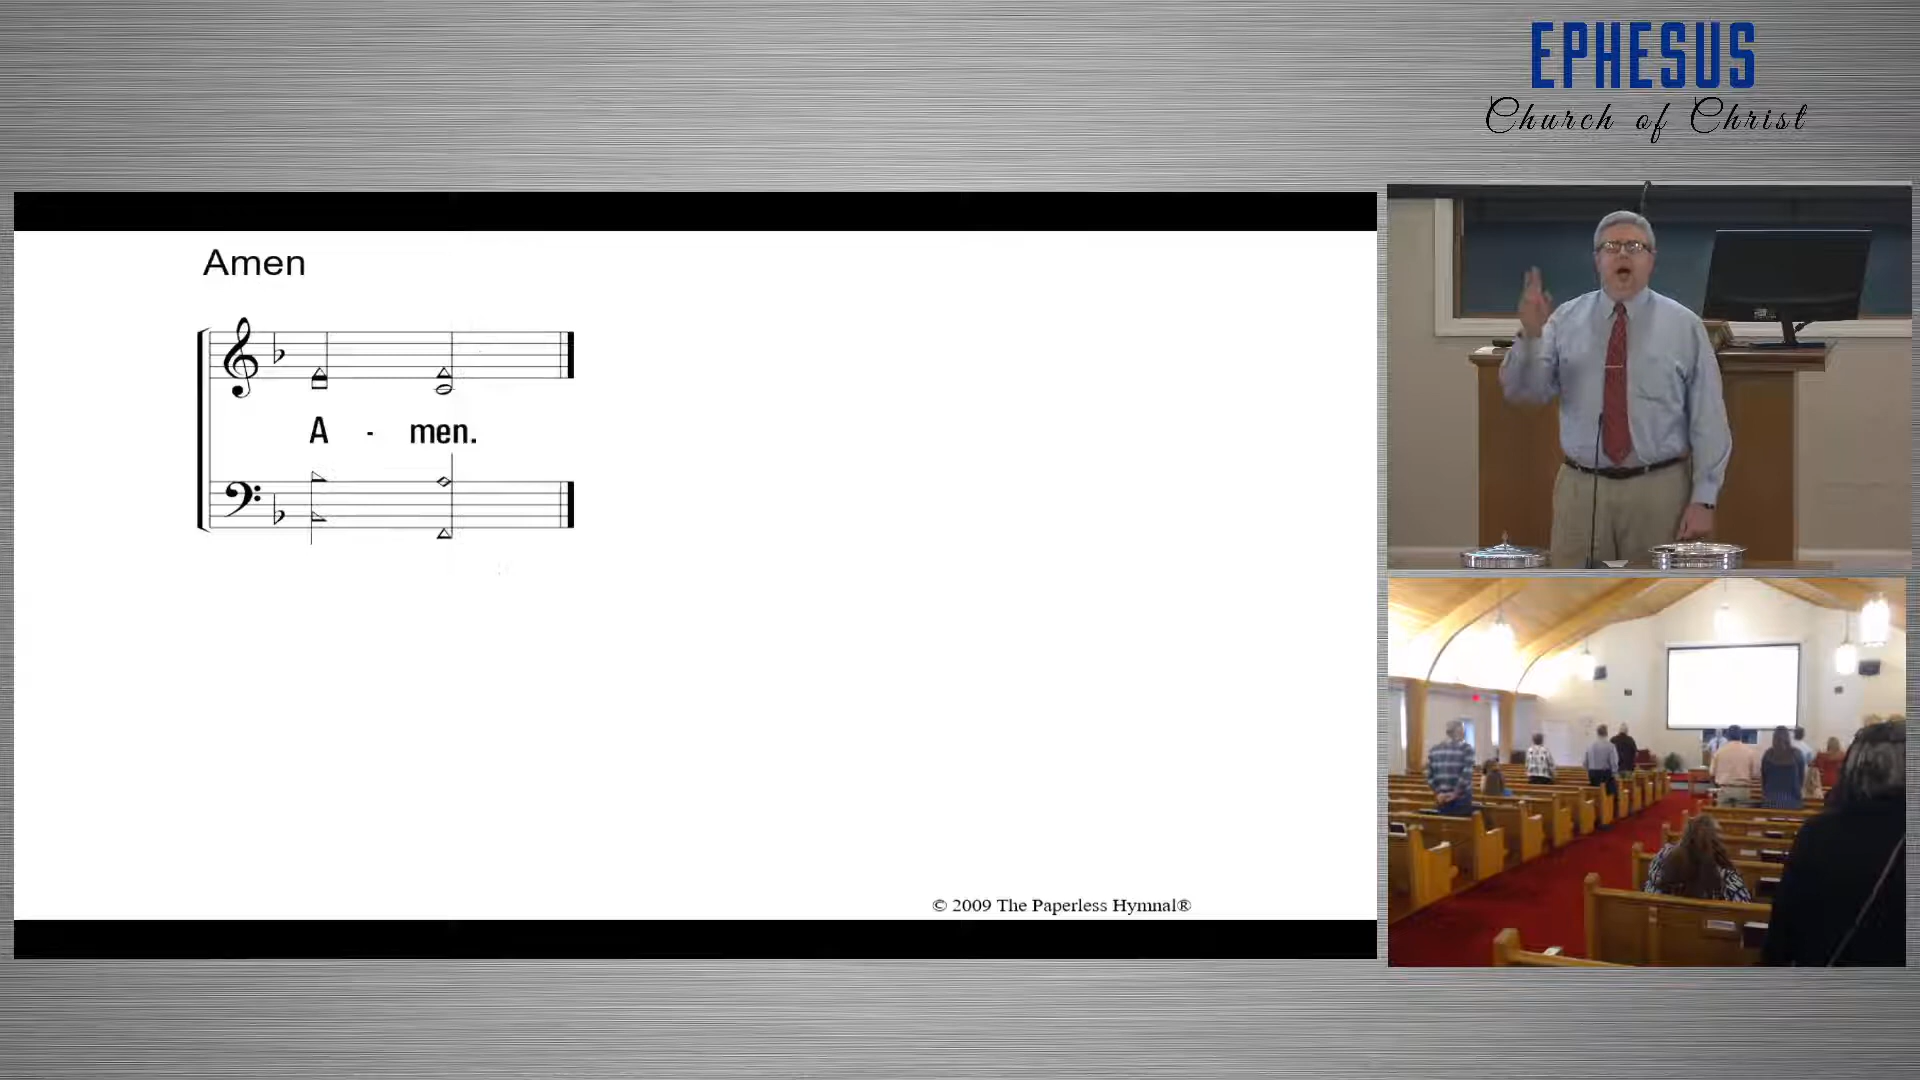 EPHESUS
Church of Christ
Amen
A - men.
© 2009 The Paperless Hymnal®